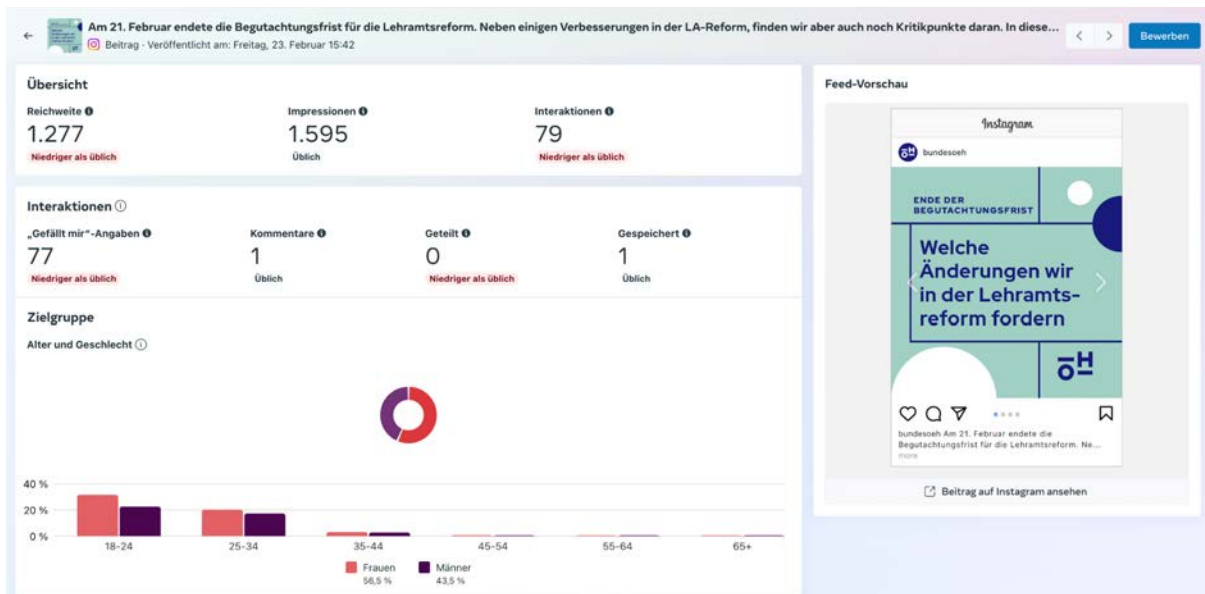 Am 21. Februar endete die Begutachtungsfrist für die Lehramtsreform. Neben einigen Verbesserungen in der LA-Reform, finden wir aber auch noch Kritikpunkte daran. In diese...
Beitrag · Veröffentlicht am: Freitag, 23. Februar 15:42
Bewerben
Übersicht
Reichweite
Impressionen
Interaktionen
1.277
1.595
79
Niedriger als üblich
Üblich
Niedriger als üblich
Interaktionen
„Gefällt mir"-Angaben
Kommentare
Geteilt
Gespeichert
77
1
0
1
Niedriger als üblich
Üblich
Niedriger als üblich
Üblich
Zielgruppe
Alter und Geschlecht
40 %
20 %
0 %
18-24
25-34
35-44
45-54
55-64
65+
Frauen
56,5 %
Männer
43,5 %
Feed-Vorschau
Instagram
bundesoeh
ENDE DER
BEGUTACHTUNGSFRIST
Welche
Änderungen wir
in der Lehramts-
reform fordern
öH
bundesoeh Am 21. Februar endete die
Begutachtungsfrist für die Lehramtsreform. Ne...
more
Beitrag auf Instagram ansehen